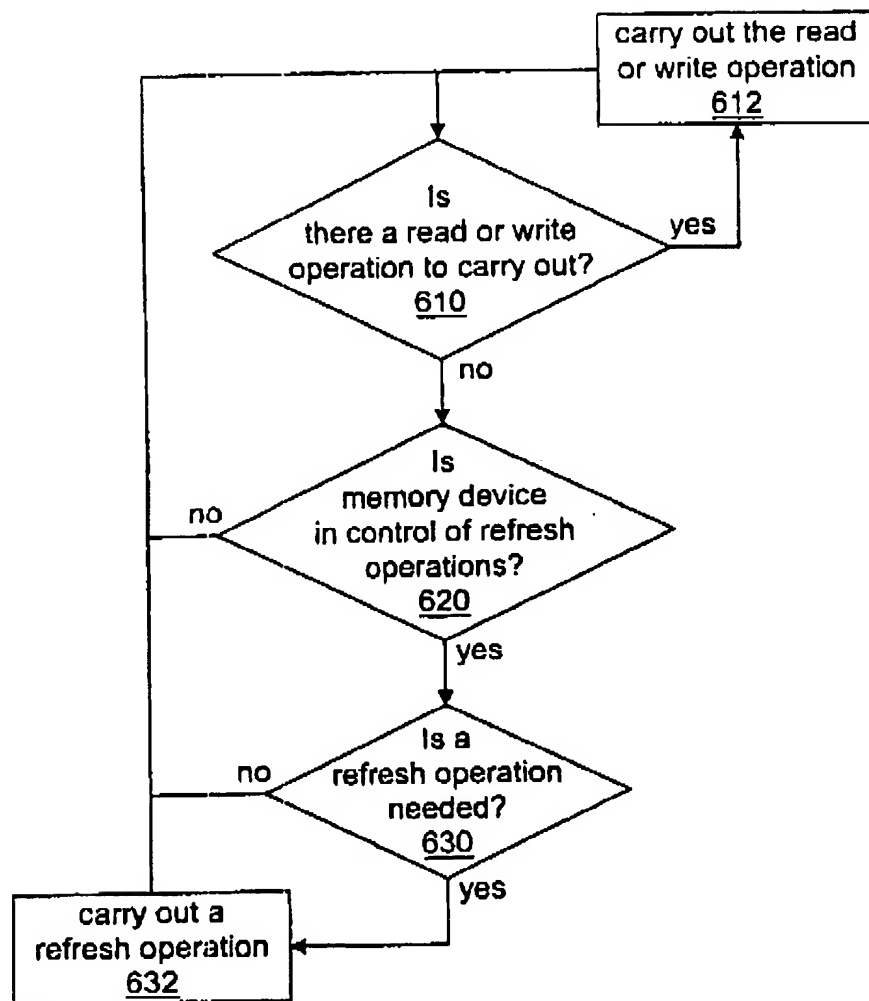 carry out the read
or write operation
612
Is
there a read or write
operation to carry out?
610
yes
no
Is
memory device
in control of refresh
operations?
620
no
yes
Is a
refresh operation
needed?
630
no
yes
carry out a
refresh operation
632